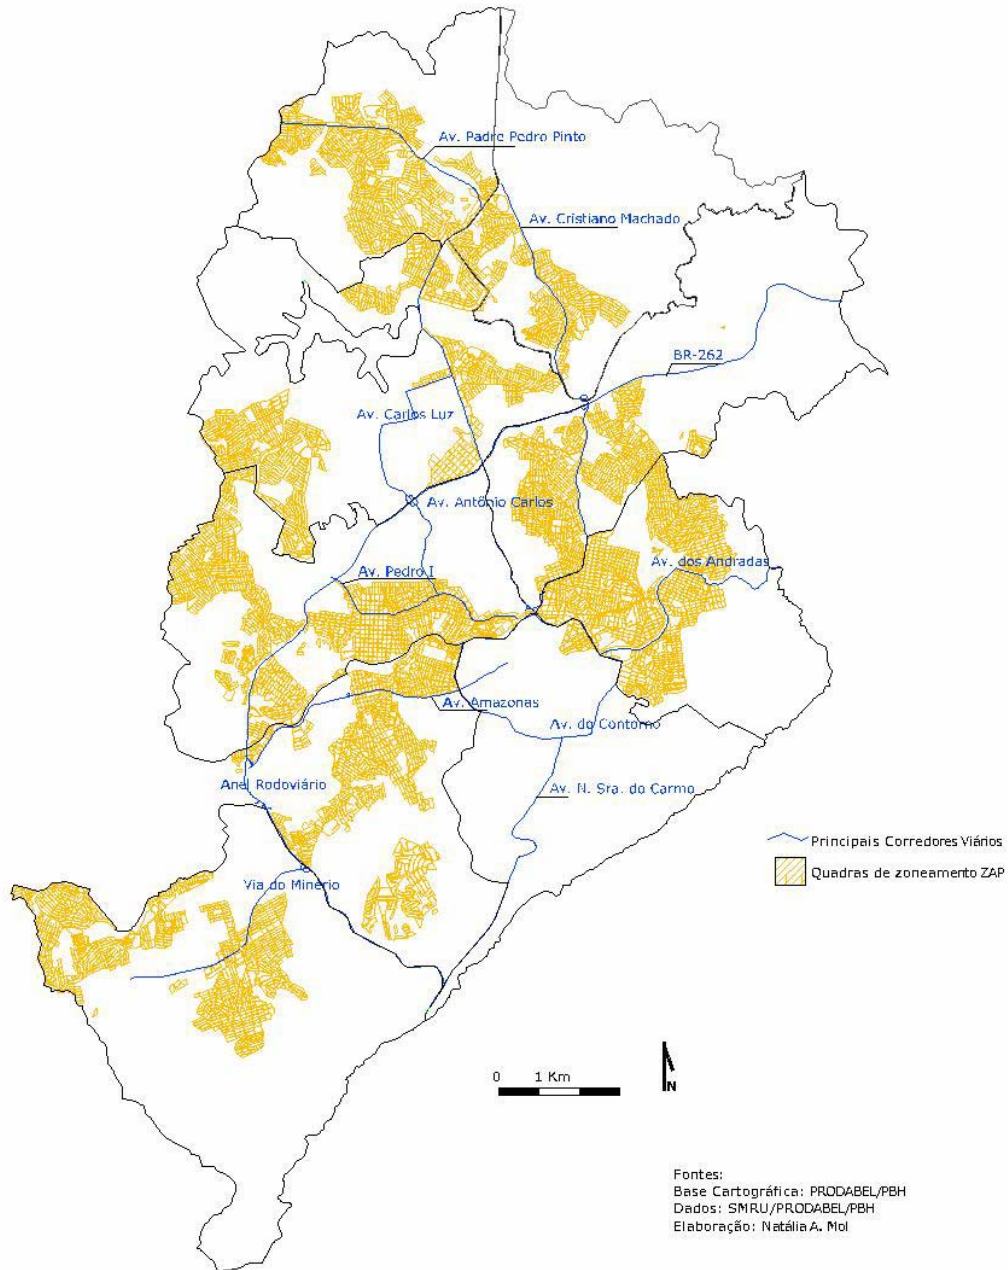 Av. Padre Pedro Pinto
Av. Cristiano Machado
BR-262
Av. Carlos Luz
Av. Antônio Carlos
Av. dos Andradas
Av. Pedro I
Av. Amazonas
Av. do Contorno
Anel Rodoviário
Av. N. Sra. do Carmo
Principais Corredores Viários
Quadras de zoneamento ZAP
Via do Minério
0 1 Km
N
Fontes:
Base Cartográfica: PRODABEL/PBH
Dados: SMRU/PRODABEL/PBH
Elaboração: Natália A. Mol